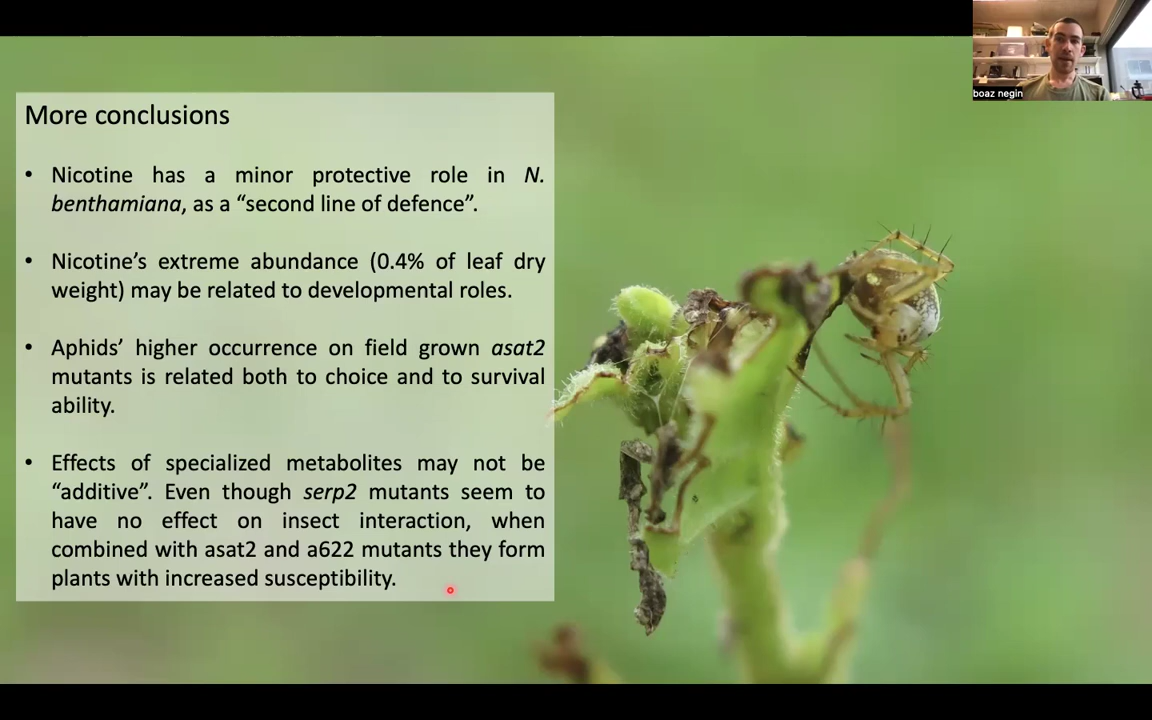 boaz negin
More conclusions
• Nicotine has a minor protective role in N.
benthamiana, as a “second line of defence”.
• Nicotine’s extreme abundance (0.4% of leaf dry
weight) may be related to developmental roles.
• Aphids’ higher occurrence on field grown asat2
mutants is related both to choice and to survival
ability.
• Effects of specialized metabolites may not be
“additive”. Even though serp2 mutants seem to
have no effect on insect interaction, when
combined with asat2 and a622 mutants they form
plants with increased susceptibility.